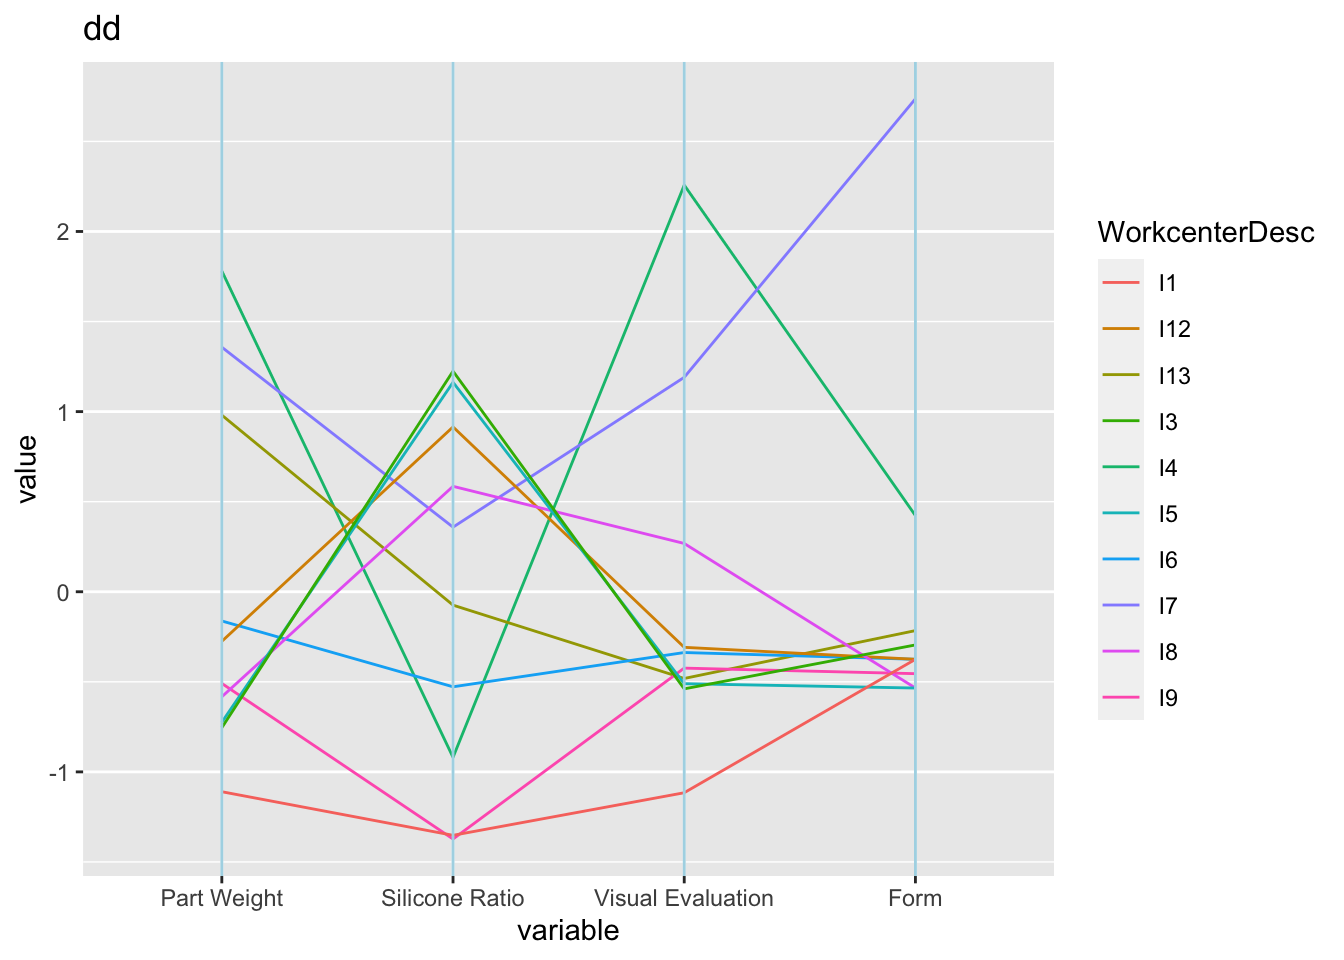 dd
value
2
1
0
-1
Part Weight
Silicone Ratio
Visual Evaluation
Form
variable
WorkcenterDesc
I1
I12
I13
I3
I4
I5
I6
I7
I8
I9